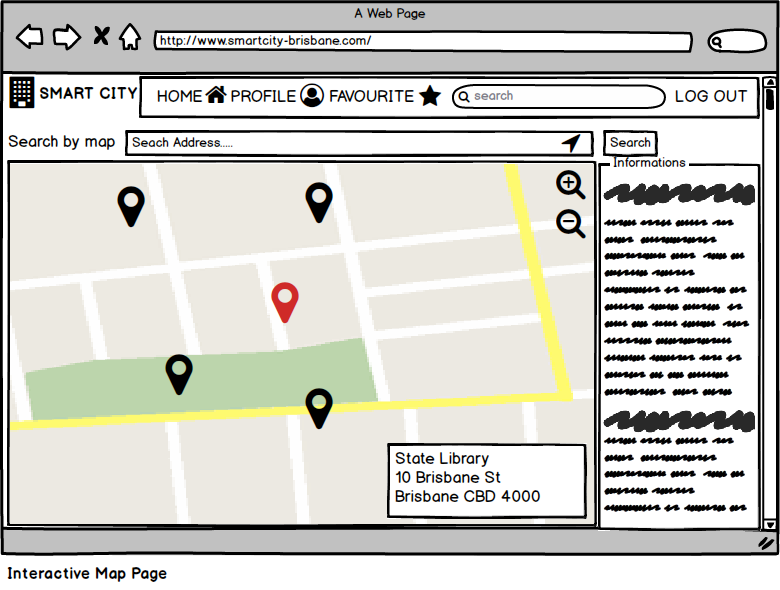 A Web Page
http://www.smartcity-brisbane.com/
SMART CITY
HOME PROFILE FAVOURITE search LOG OUT
Search by map Seach Address..... Search
Informations
State Library
10 Brisbane St
Brisbane CBD 4000
Interactive Map Page